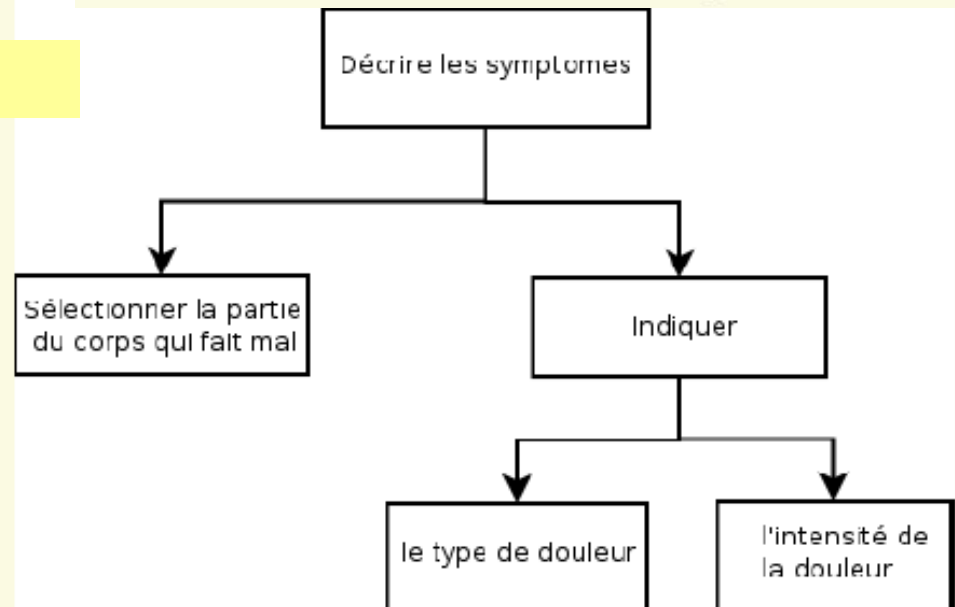 Décrire les symptomes
Sélectionner la partie
du corps qui fait mal
Indiquer
le type de douleur
l'intensité de
la douleur